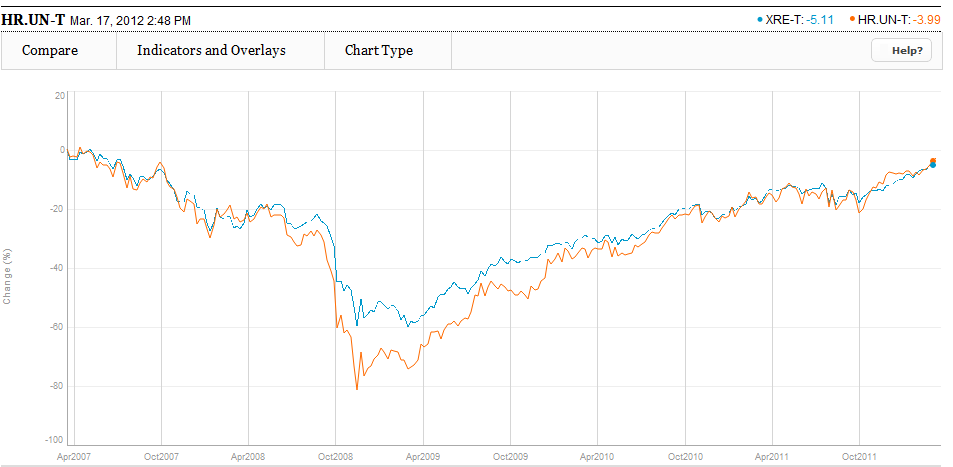 HR.UN-T Mar. 17, 2012 2:48 PM XRE-T: -5.11 HR.UN-T: -3.99
Compare Indicators and Overlays Chart Type Help?
20
0
-20
-40
-60
-80
-100
Change (%)
Apr2007 Oct2007 Apr2008 Oct2008 Apr2009 Oct2009 Apr2010 Oct2010 Apr2011 Oct2011